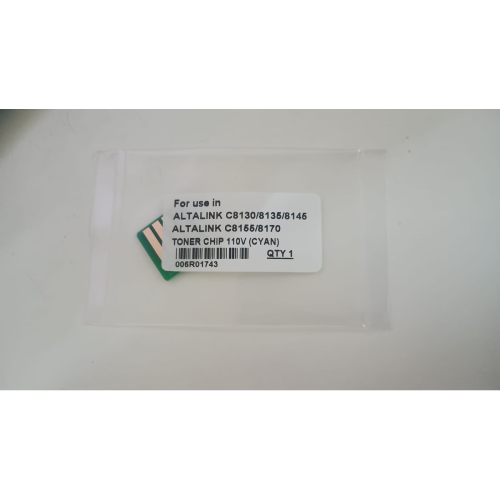 For use in
ALTALINK C8130/8135/8145
ALTALINK C8155/8170
TONER CHIP 110V (CYAN)
QTY 1
006R01743